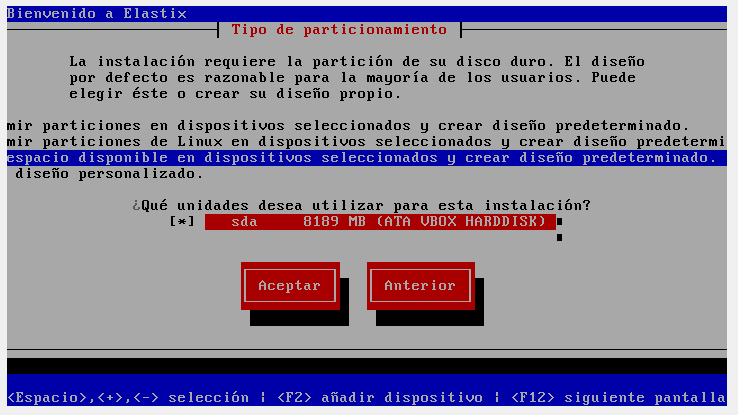 Bienvenido a Elastix
Tipo de particionamiento
La instalación requiere la partición de su disco duro. El diseño
por defecto es razonable para la mayoría de los usuarios. Puede
elegir éste o crear su diseño propio.
mir particiones en dispositivos seleccionados y crear diseño predeterminado.
mir particiones de Linux en dispositivos seleccionados y crear diseño predetermi
espacio disponible en dispositivos seleccionados y crear diseño predeterminado.
diseño personalizado.
¿Qué unidades desea utilizar para esta instalación?
[*] sda 8189 MB (ATA VBOX HARDDISK)
Aceptar Anterior
<Espacio>,<+>,<-> selección ¦ <F2> añadir dispositivo ¦ <F12> siguiente pantalla